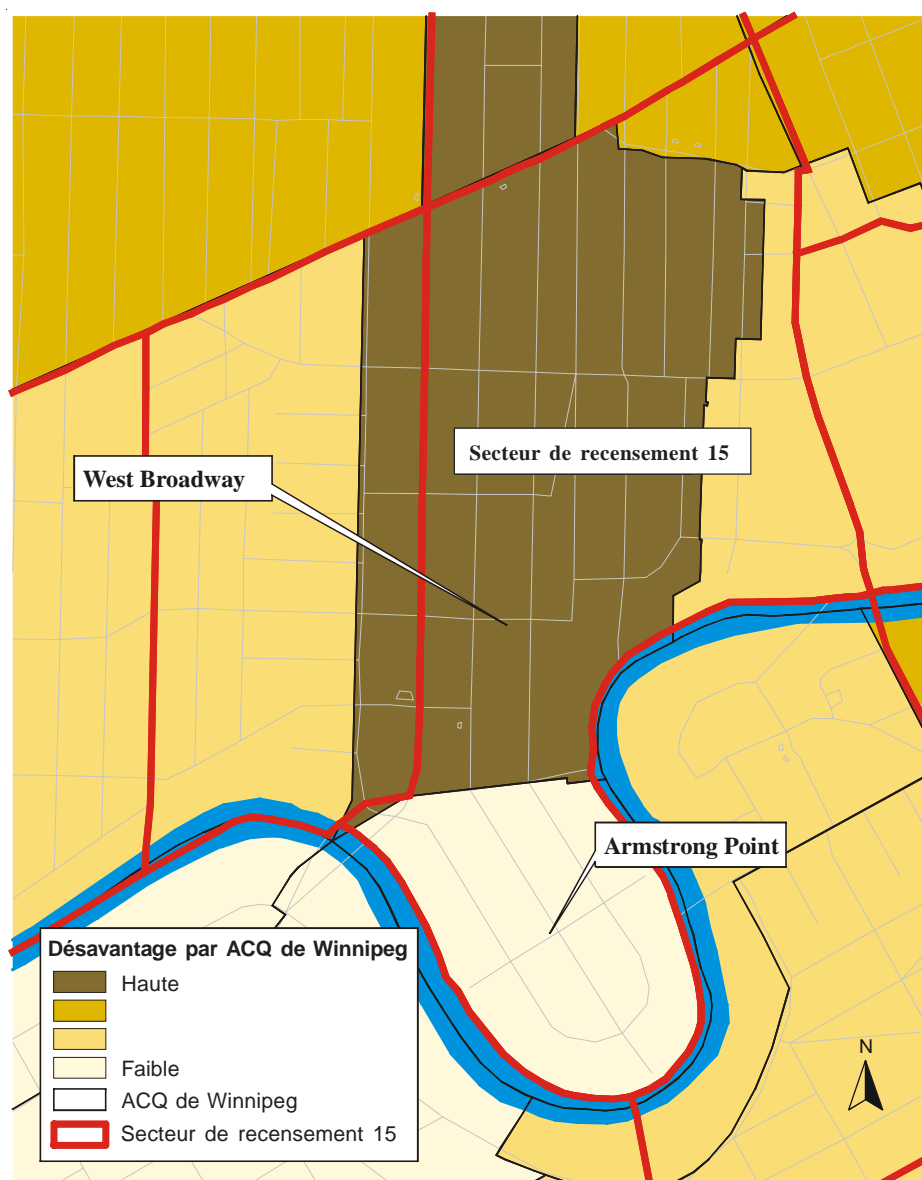 Secteur de recensement 15
West Broadway
Armstrong Point
Désavantage par ACQ de Winnipeg
Haute
Faible
ACQ de Winnipeg
Secteur de recensement 15
N